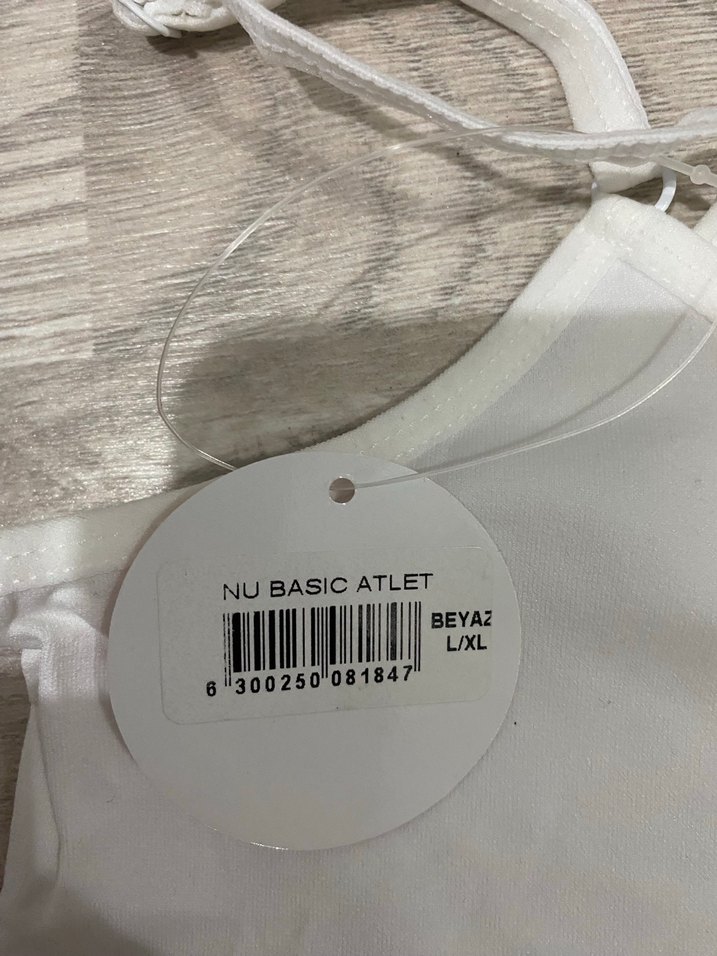 NU BASIC ATLET
BEYAZ
L/XL
6 300250 081847